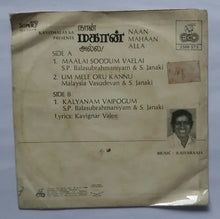 KAVITHALAYAA
PRESENTS
நான்
மகான்
அல்ல
NAAN
MAHAAN
ALLA
SIDE A
1. MAALAI SOODUM VAELAI
S.P. Balasubrahmanyam & S. Janaki
2. UM MELE ORU KANNU
Malaysia Vasudevan & S. Janaki
SIDE B
1. KALYANAM VAIPOGUM
S.P. Balasubrahmanyam & S. Janaki
Lyrics: Kavignar Valee
MUSIC - ILAIYARAAJA